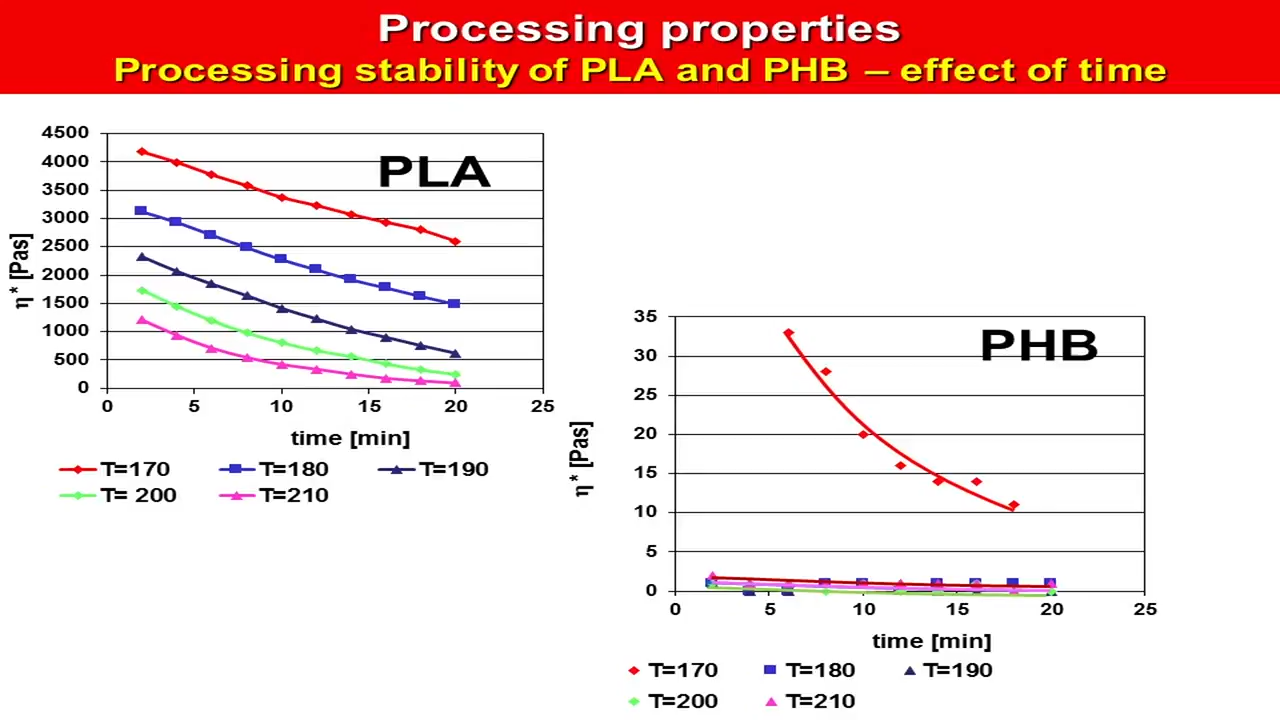 Processing properties
Processing stability of PLA and PHB – effect of time
PLA
4500
4000
3500
3000
2500
2000
1500
1000
500
0
η* [Pas]
0 5 10 15 20 25
time [min]
T=170 T=180 T=190
T= 200 T=210
PHB
35
30
25
20
15
10
5
0
η* [Pas]
0 5 10 15 20 25
time [min]
T=170 T=180 T=190
T=200 T=210